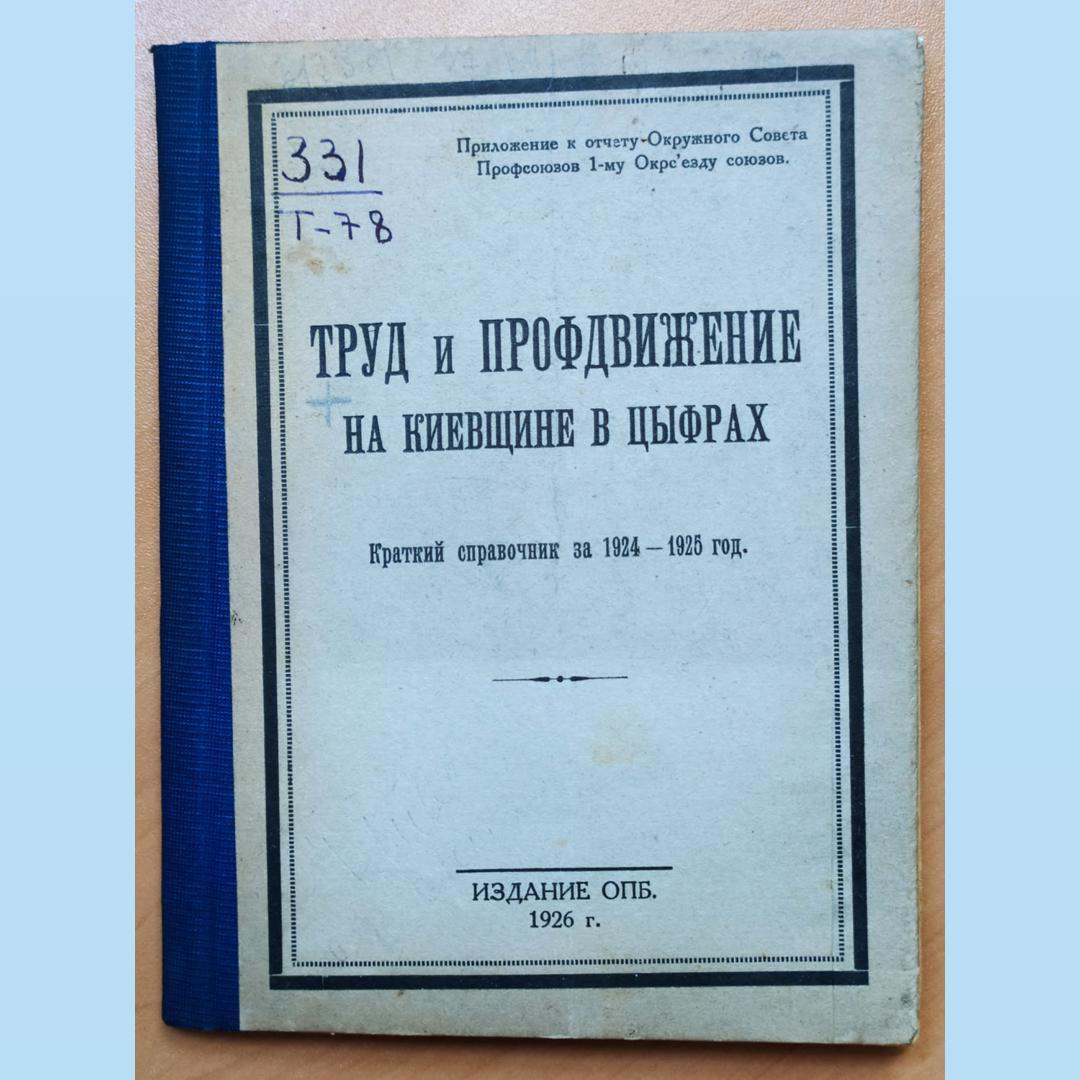 331
Т-78
Приложение к отчету Окружного Совета
Профсоюзов 1-му Окрс'езду союзов.
ТРУД и ПРОФДВИЖЕНИЕ
НА КИЕВЩИНЕ В ЦЫФРАХ
Краткий справочник за 1924—1925 год.
ИЗДАНИЕ ОПБ.
1926 г.